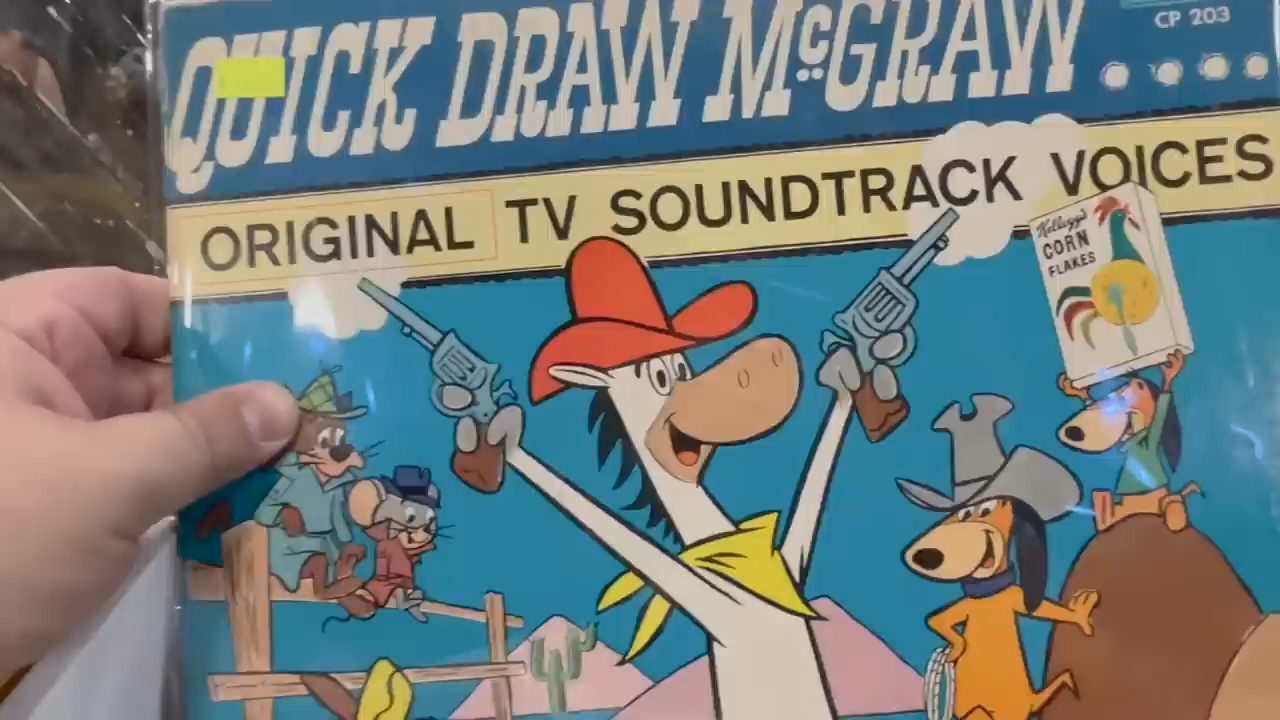 CP 203
QUICK DRAW McGRAW
ORIGINAL TV SOUNDTRACK VOICES
Kellogg's
CORN
FLAKES